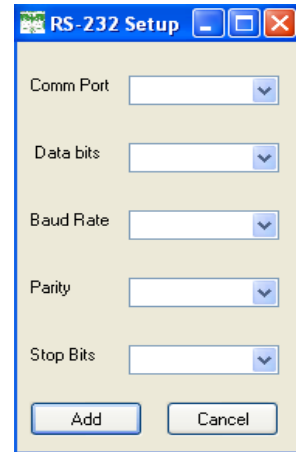 RS-232 Setup
Comm Port
Data bits
Baud Rate
Parity
Stop Bits
Add Cancel